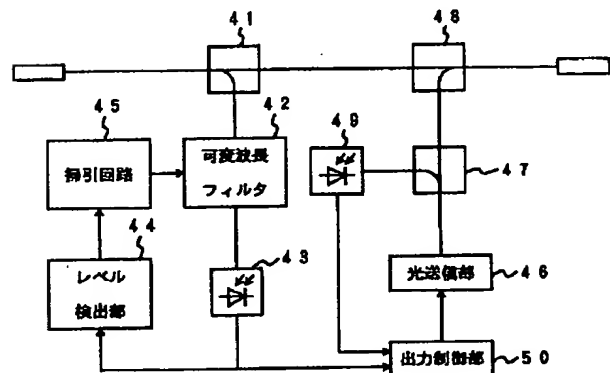 41
48
45
42
49
掃引回路
可変波長
フィルタ
47
44
43
光送信部
46
レベル
検出部
出力制御部
50